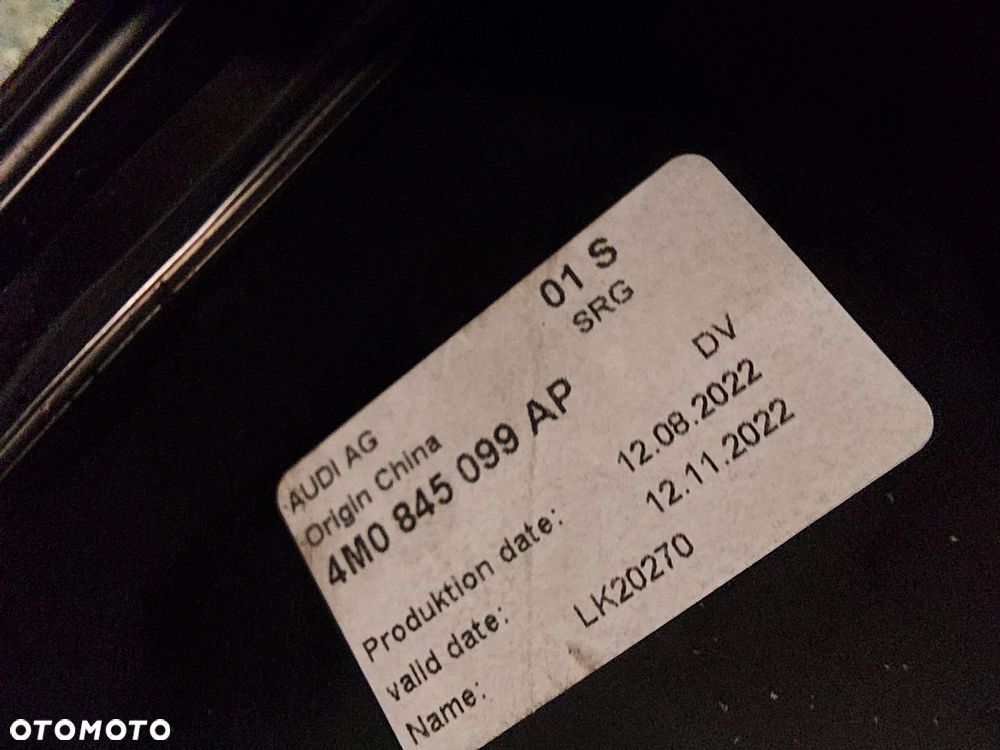 01 S
SRG
AUDI AG
Origin China
4M0 845 099 AP
DV
Produktion date: 12.08.2022
valid date: 12.11.2022
Name: LK20270
OTOMOTO